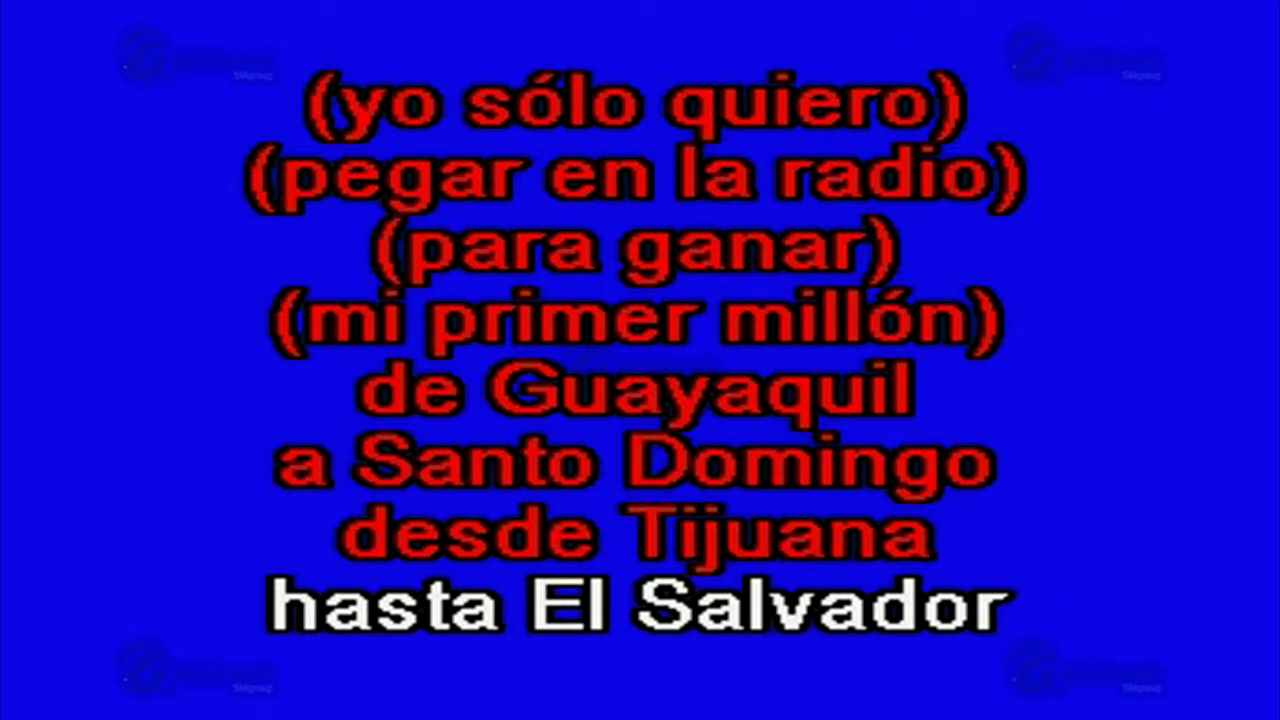 (yo sólo quiero)
(pegar en la radio)
(para ganar)
(mi primer millón)
de Guayaquil
a Santo Domingo
desde Tijuana
hasta El Salvador